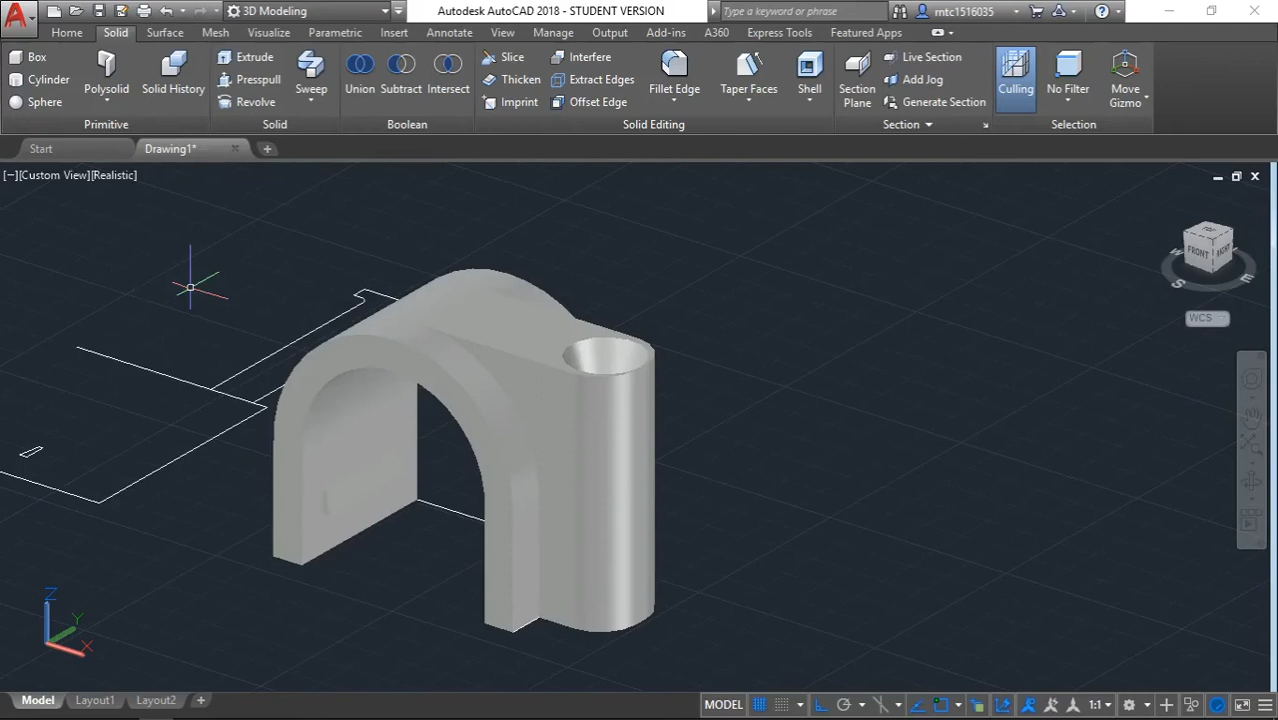 3D Modeling
Autodesk AutoCAD 2018 - STUDENT VERSION
Type a keyword or phrase
rmtc1516035
Home Solid Surface Mesh Visualize Parametric Insert Annotate View Manage Output Add-ins A360 Express Tools Featured Apps
Box
Cylinder
Sphere
Polysolid
Solid History
Primitive
Extrude
Presspull
Revolve
Sweep
Solid
Union
Subtract
Intersect
Boolean
Slice
Thicken
Imprint
Interfere
Extract Edges
Offset Edge
Fillet Edge
Taper Faces
Shell
Solid Editing
Section
Plane
Live Section
Add Jog
Generate Section
Section
Culling
No Filter
Move
Gizmo
Selection
Start
Drawing1*
[−][Custom View][Realistic]
TOP
FRONT
RIGHT
W
S
E
WCS
Z
Y
X
Model Layout1 Layout2
MODEL
1:1